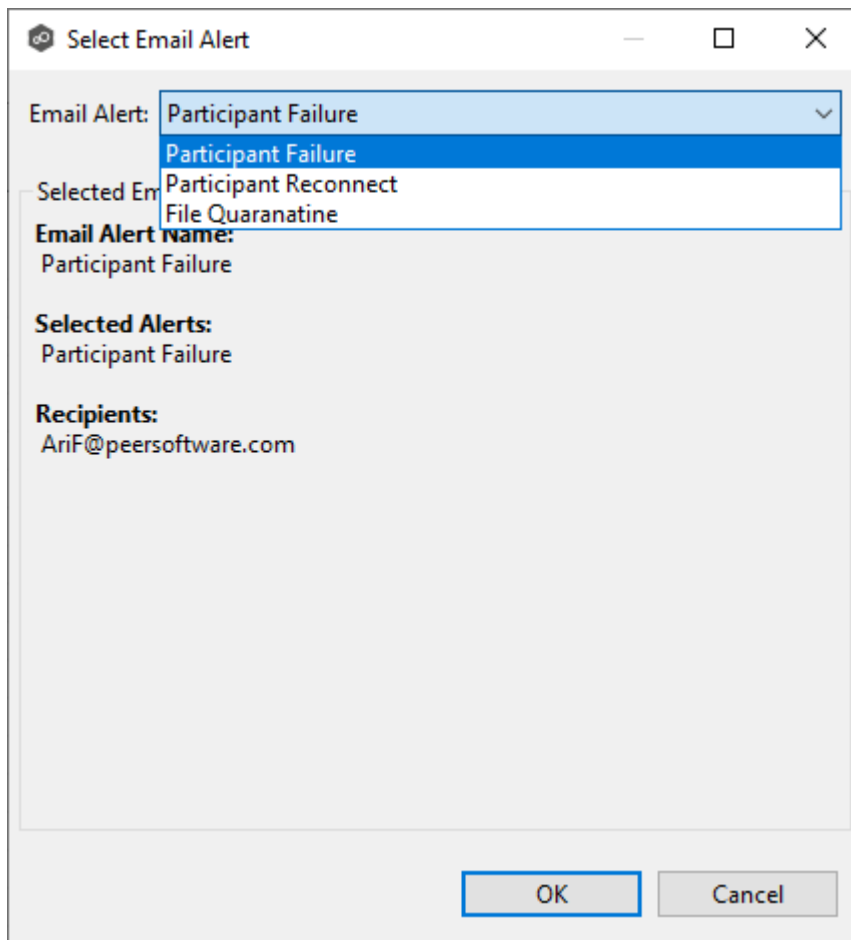 Select Email Alert
Email Alert: Participant Failure
Participant Failure
Participant Reconnect
File Quaranatine
Selected Em
Email Alert Name:
Participant Failure
Selected Alerts:
Participant Failure
Recipients:
AriF@peersoftware.com
OK Cancel